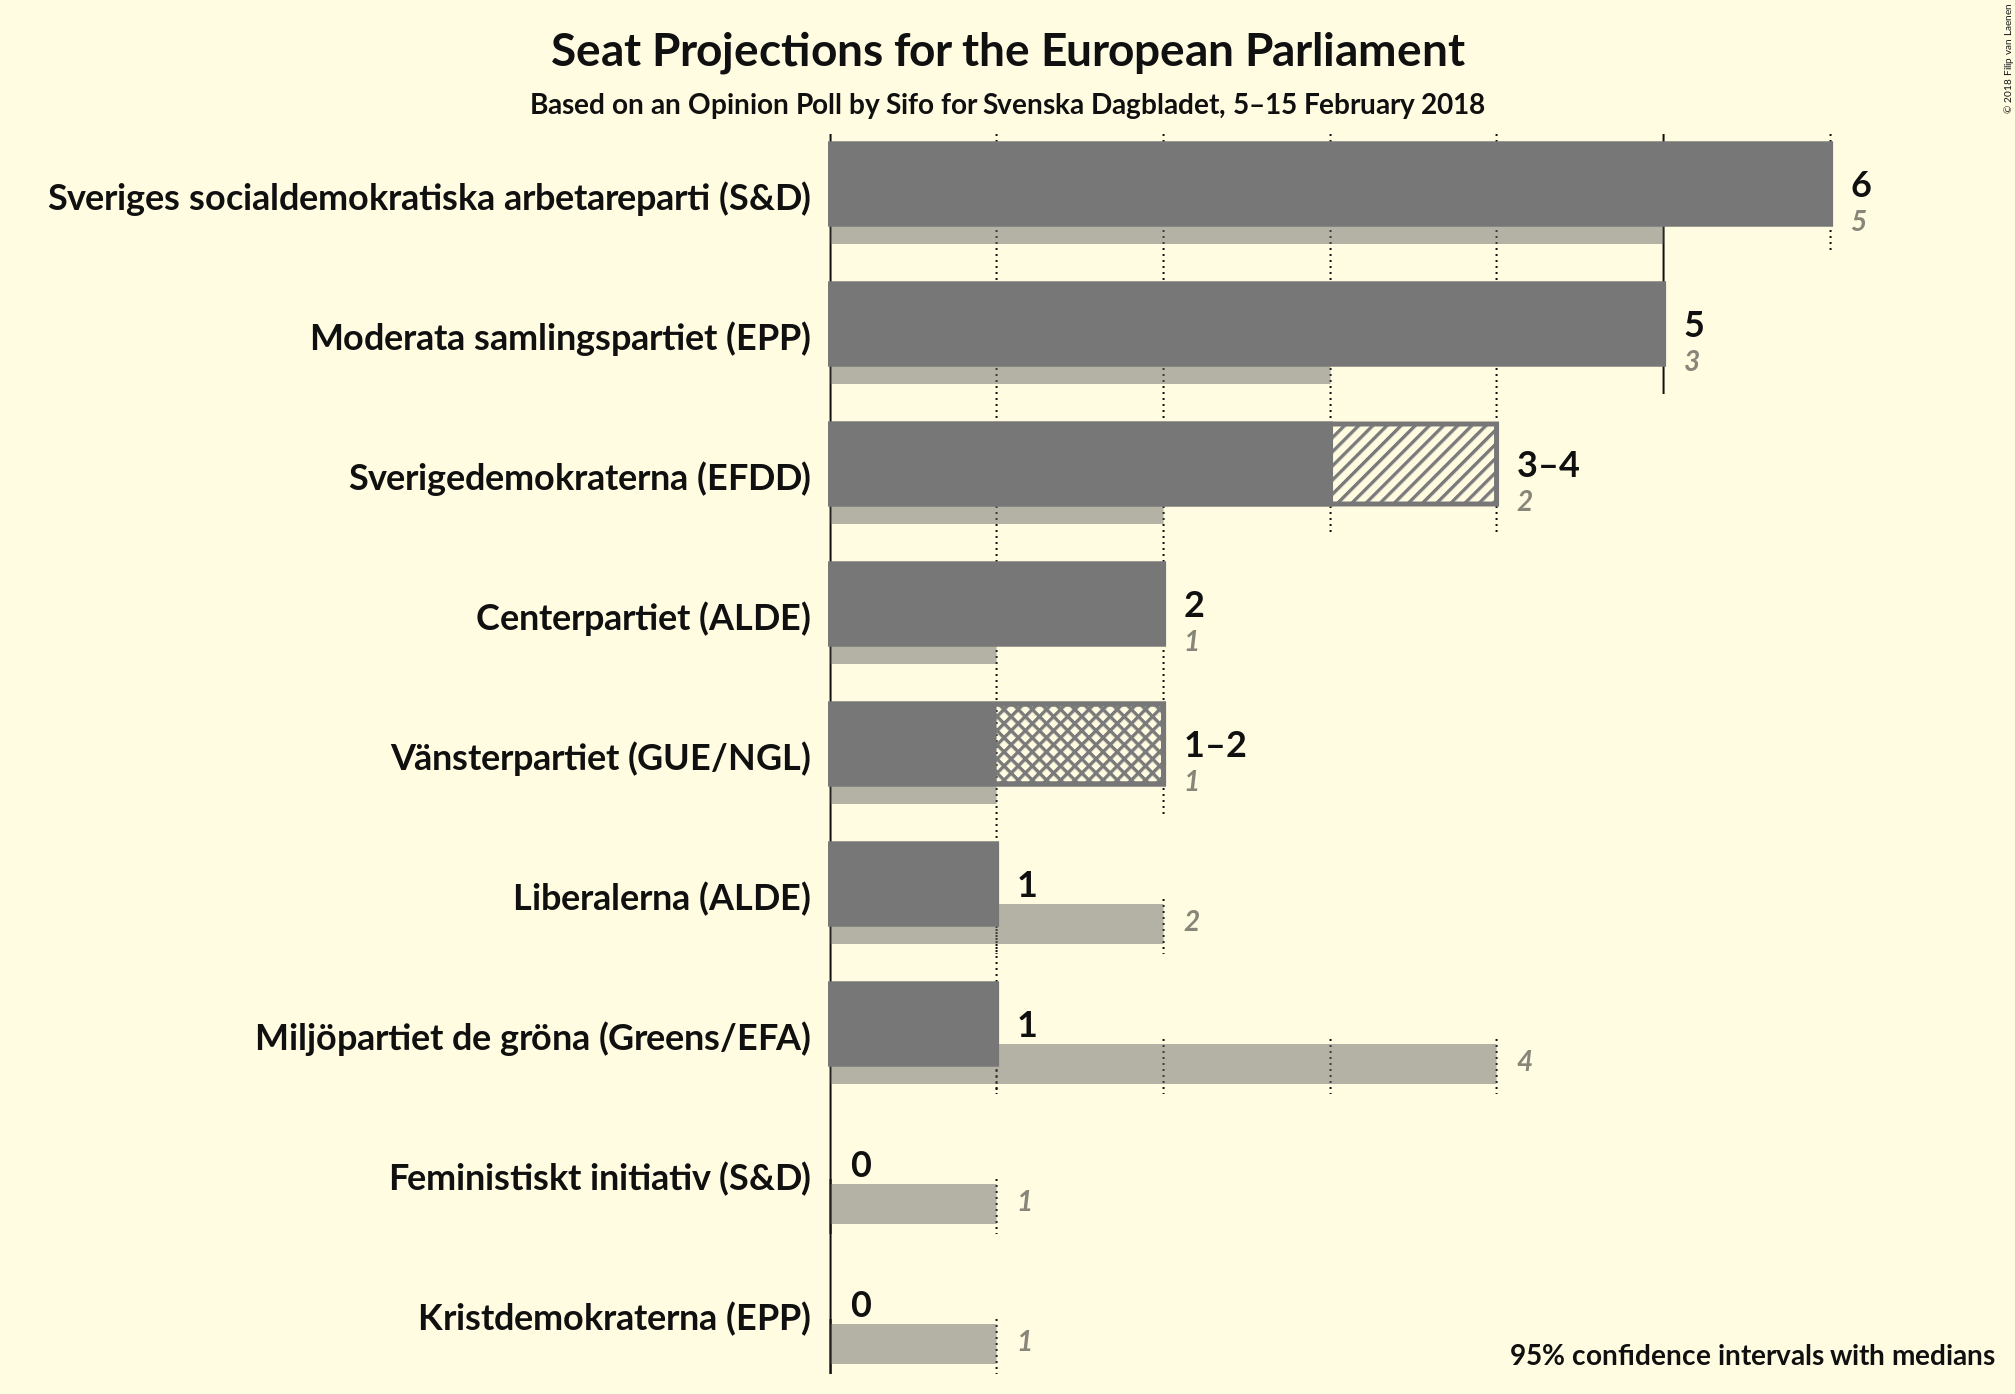 Seat Projections for the European Parliament
Based on an Opinion Poll by Sifo for Svenska Dagbladet, 5–15 February 2018
© 2018 Filip van Laenen
Sveriges socialdemokratiska arbetareparti (S&D)
6
5
Moderata samlingspartiet (EPP)
5
3
Sverigedemokraterna (EFDD)
3–4
2
Centerpartiet (ALDE)
2
1
Vänsterpartiet (GUE/NGL)
1–2
1
Liberalerna (ALDE)
1
2
Miljöpartiet de gröna (Greens/EFA)
1
4
Feministiskt initiativ (S&D)
0
1
Kristdemokraterna (EPP)
0
1
95% confidence intervals with medians